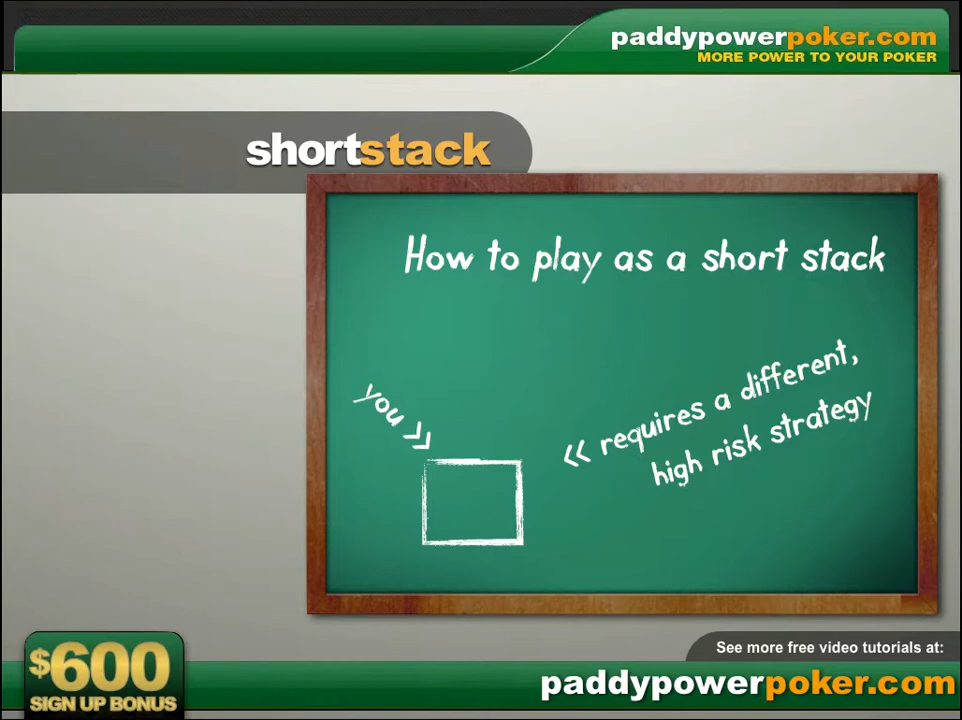 paddypowerpoker.com
MORE POWER TO YOUR POKER
shortstack
How to play as a short stack
you >>
<< requires a different,
high risk strategy
$600
SIGN UP BONUS
See more free video tutorials at:
paddypowerpoker.com